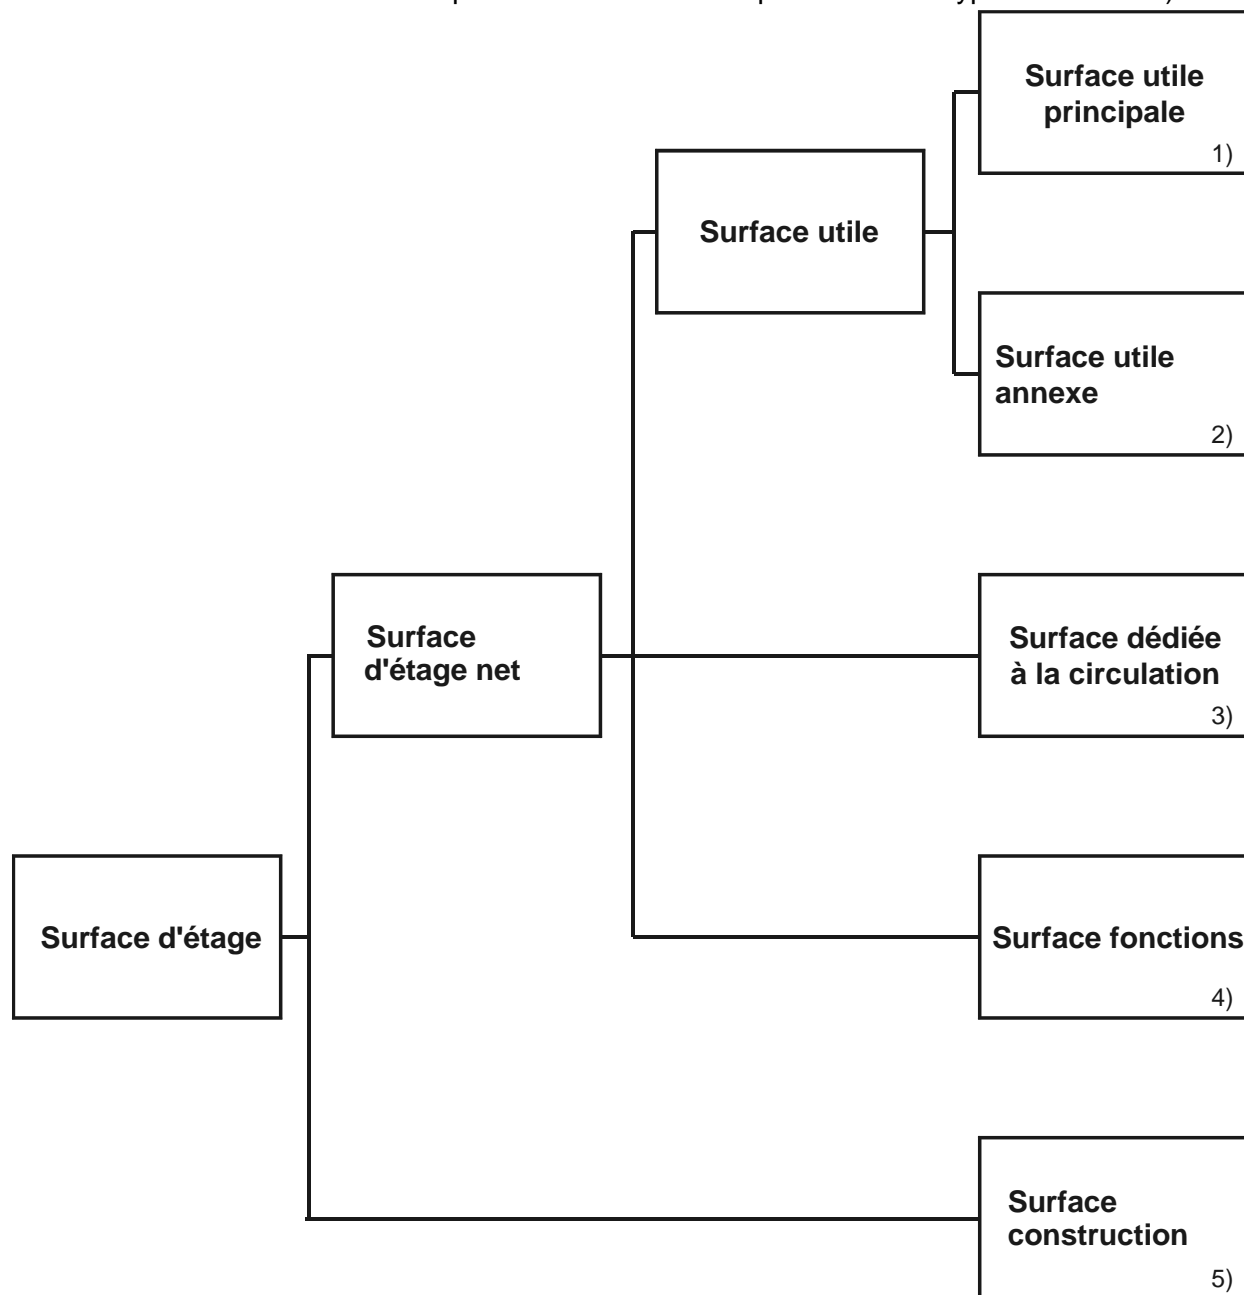 Surface utile
principale
1)
Surface utile
Surface utile
annexe
2)
Surface
d'étage net
Surface dédiée
à la circulation
3)
Surface d'étage
Surface fonctions
4)
Surface
construction
5)